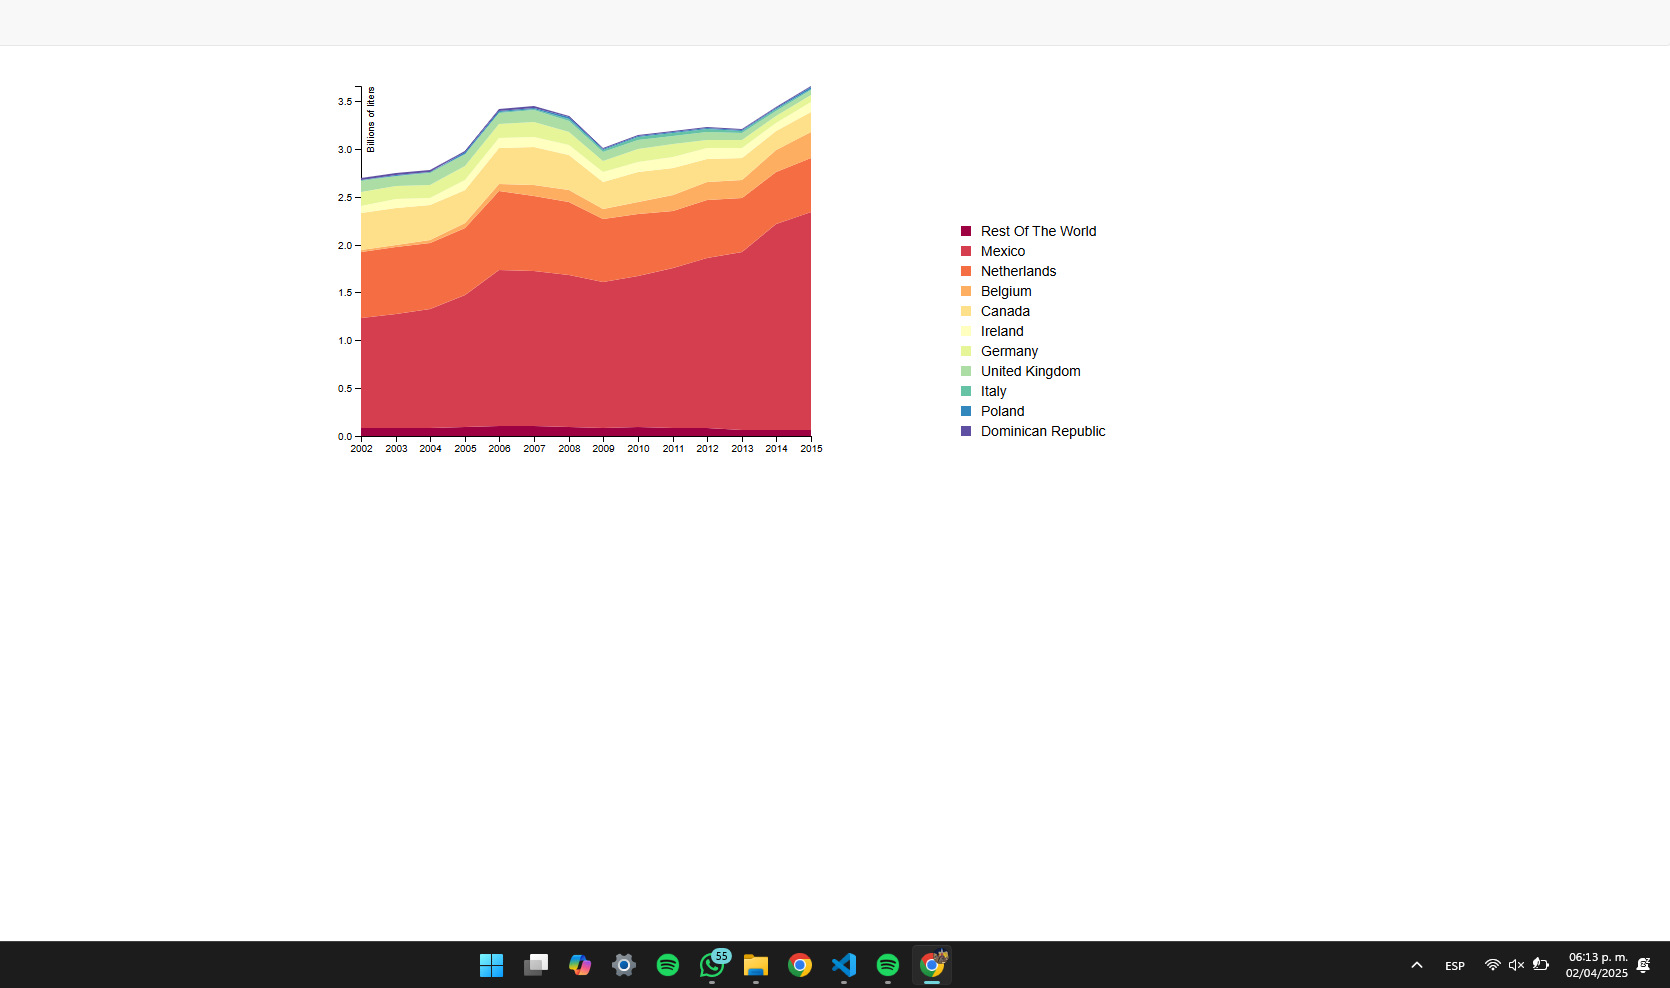 Billions of liters
3.5
3.0
2.5
2.0
1.5
1.0
0.5
0.0
2002 2003 2004 2005 2006 2007 2008 2009 2010 2011 2012 2013 2014 2015
Rest Of The World
Mexico
Netherlands
Belgium
Canada
Ireland
Germany
United Kingdom
Italy
Poland
Dominican Republic
55
ESP
06:13 p. m.
02/04/2025